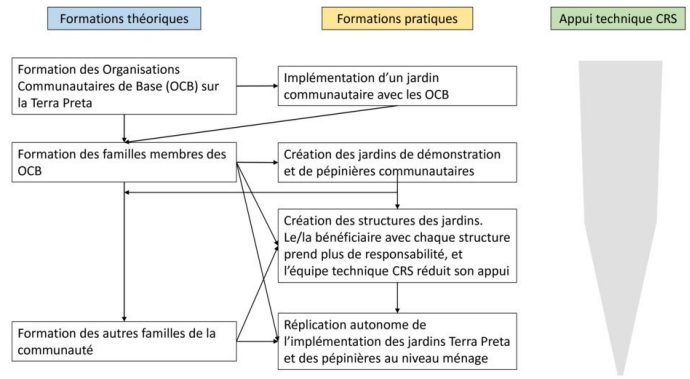 Formations théoriques
Formations pratiques
Appui technique CRS
Formation des Organisations
Communautaires de Base (OCB) sur
la Terra Preta
Implémentation d'un jardin
communautaire avec les OCB
Formation des familles membres des
OCB
Création des jardins de démonstration
et de pépinières communautaires
Création des structures des jardins.
Le/la bénéficiaire avec chaque structure
prend plus de responsabilité, et
l'équipe technique CRS réduit son appui
Formation des autres familles de la
communauté
Réplication autonome de
l'implémentation des jardins Terra Preta
et des pépinières au niveau ménage